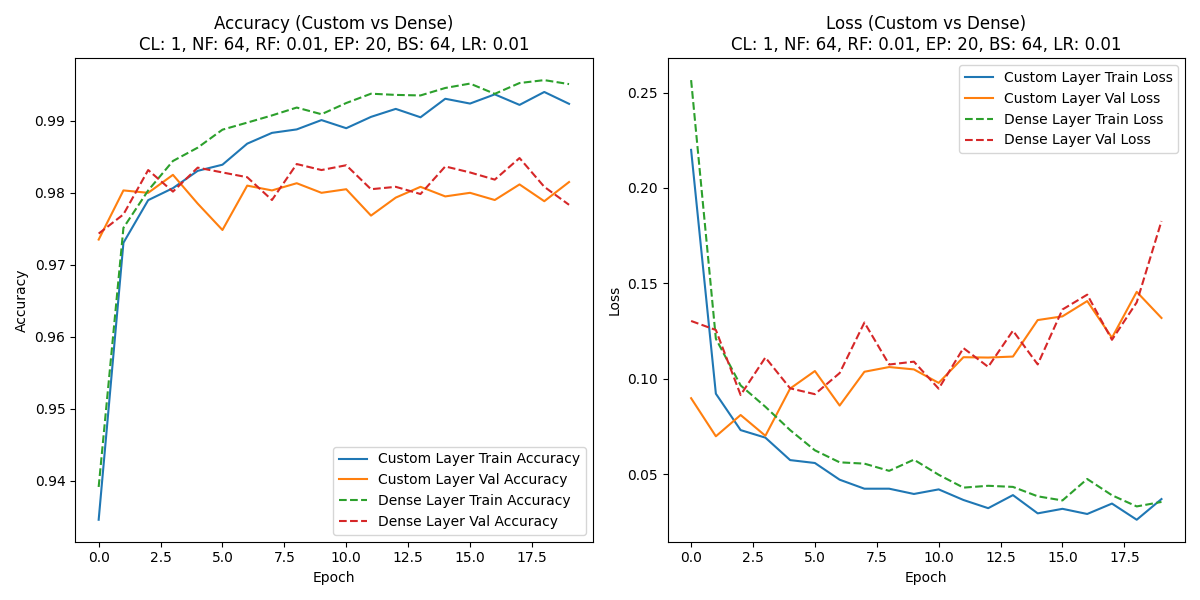 Accuracy (Custom vs Dense)
CL: 1, NF: 64, RF: 0.01, EP: 20, BS: 64, LR: 0.01
Accuracy
0.99
0.98
0.97
0.96
0.95
0.94
Custom Layer Train Accuracy
Custom Layer Val Accuracy
Dense Layer Train Accuracy
Dense Layer Val Accuracy
0.0 2.5 5.0 7.5 10.0 12.5 15.0 17.5
Epoch
Loss (Custom vs Dense)
CL: 1, NF: 64, RF: 0.01, EP: 20, BS: 64, LR: 0.01
Loss
0.25
0.20
0.15
0.10
0.05
Custom Layer Train Loss
Custom Layer Val Loss
Dense Layer Train Loss
Dense Layer Val Loss
0.0 2.5 5.0 7.5 10.0 12.5 15.0 17.5
Epoch